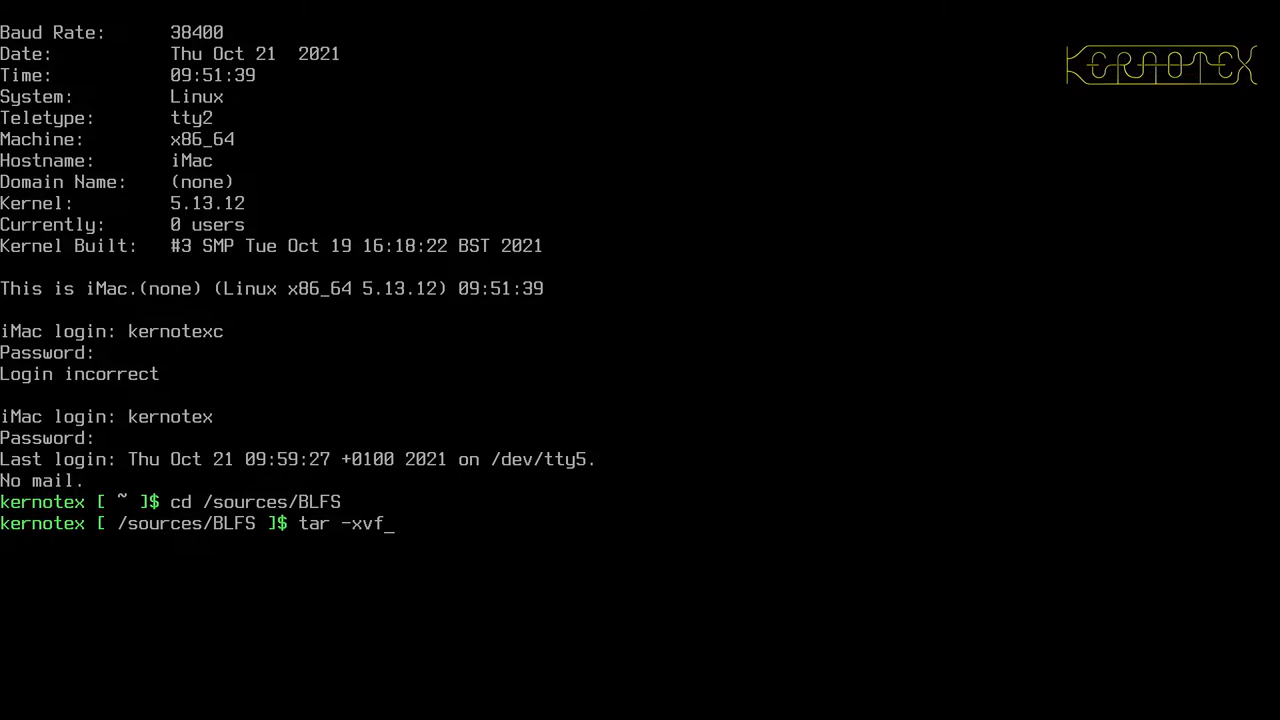 Baud Rate:      38400
KERNOTEX
Date:           Thu Oct 21  2021
Time:           09:51:39
System:         Linux
Teletype:       tty2
Machine:        x86_64
Hostname:       iMac
Domain Name:    (none)
Kernel:         5.13.12
Currently:      0 users
Kernel Built:   #3 SMP Tue Oct 19 16:18:22 BST 2021
This is iMac.(none) (Linux x86_64 5.13.12) 09:51:39
iMac login: kernotexc
Password:
Login incorrect
iMac login: kernotex
Password:
Last login: Thu Oct 21 09:59:27 +0100 2021 on /dev/tty5.
No mail.
kernotex [ ~ ]$ cd /sources/BLFS
kernotex [ /sources/BLFS ]$ tar -xvf_